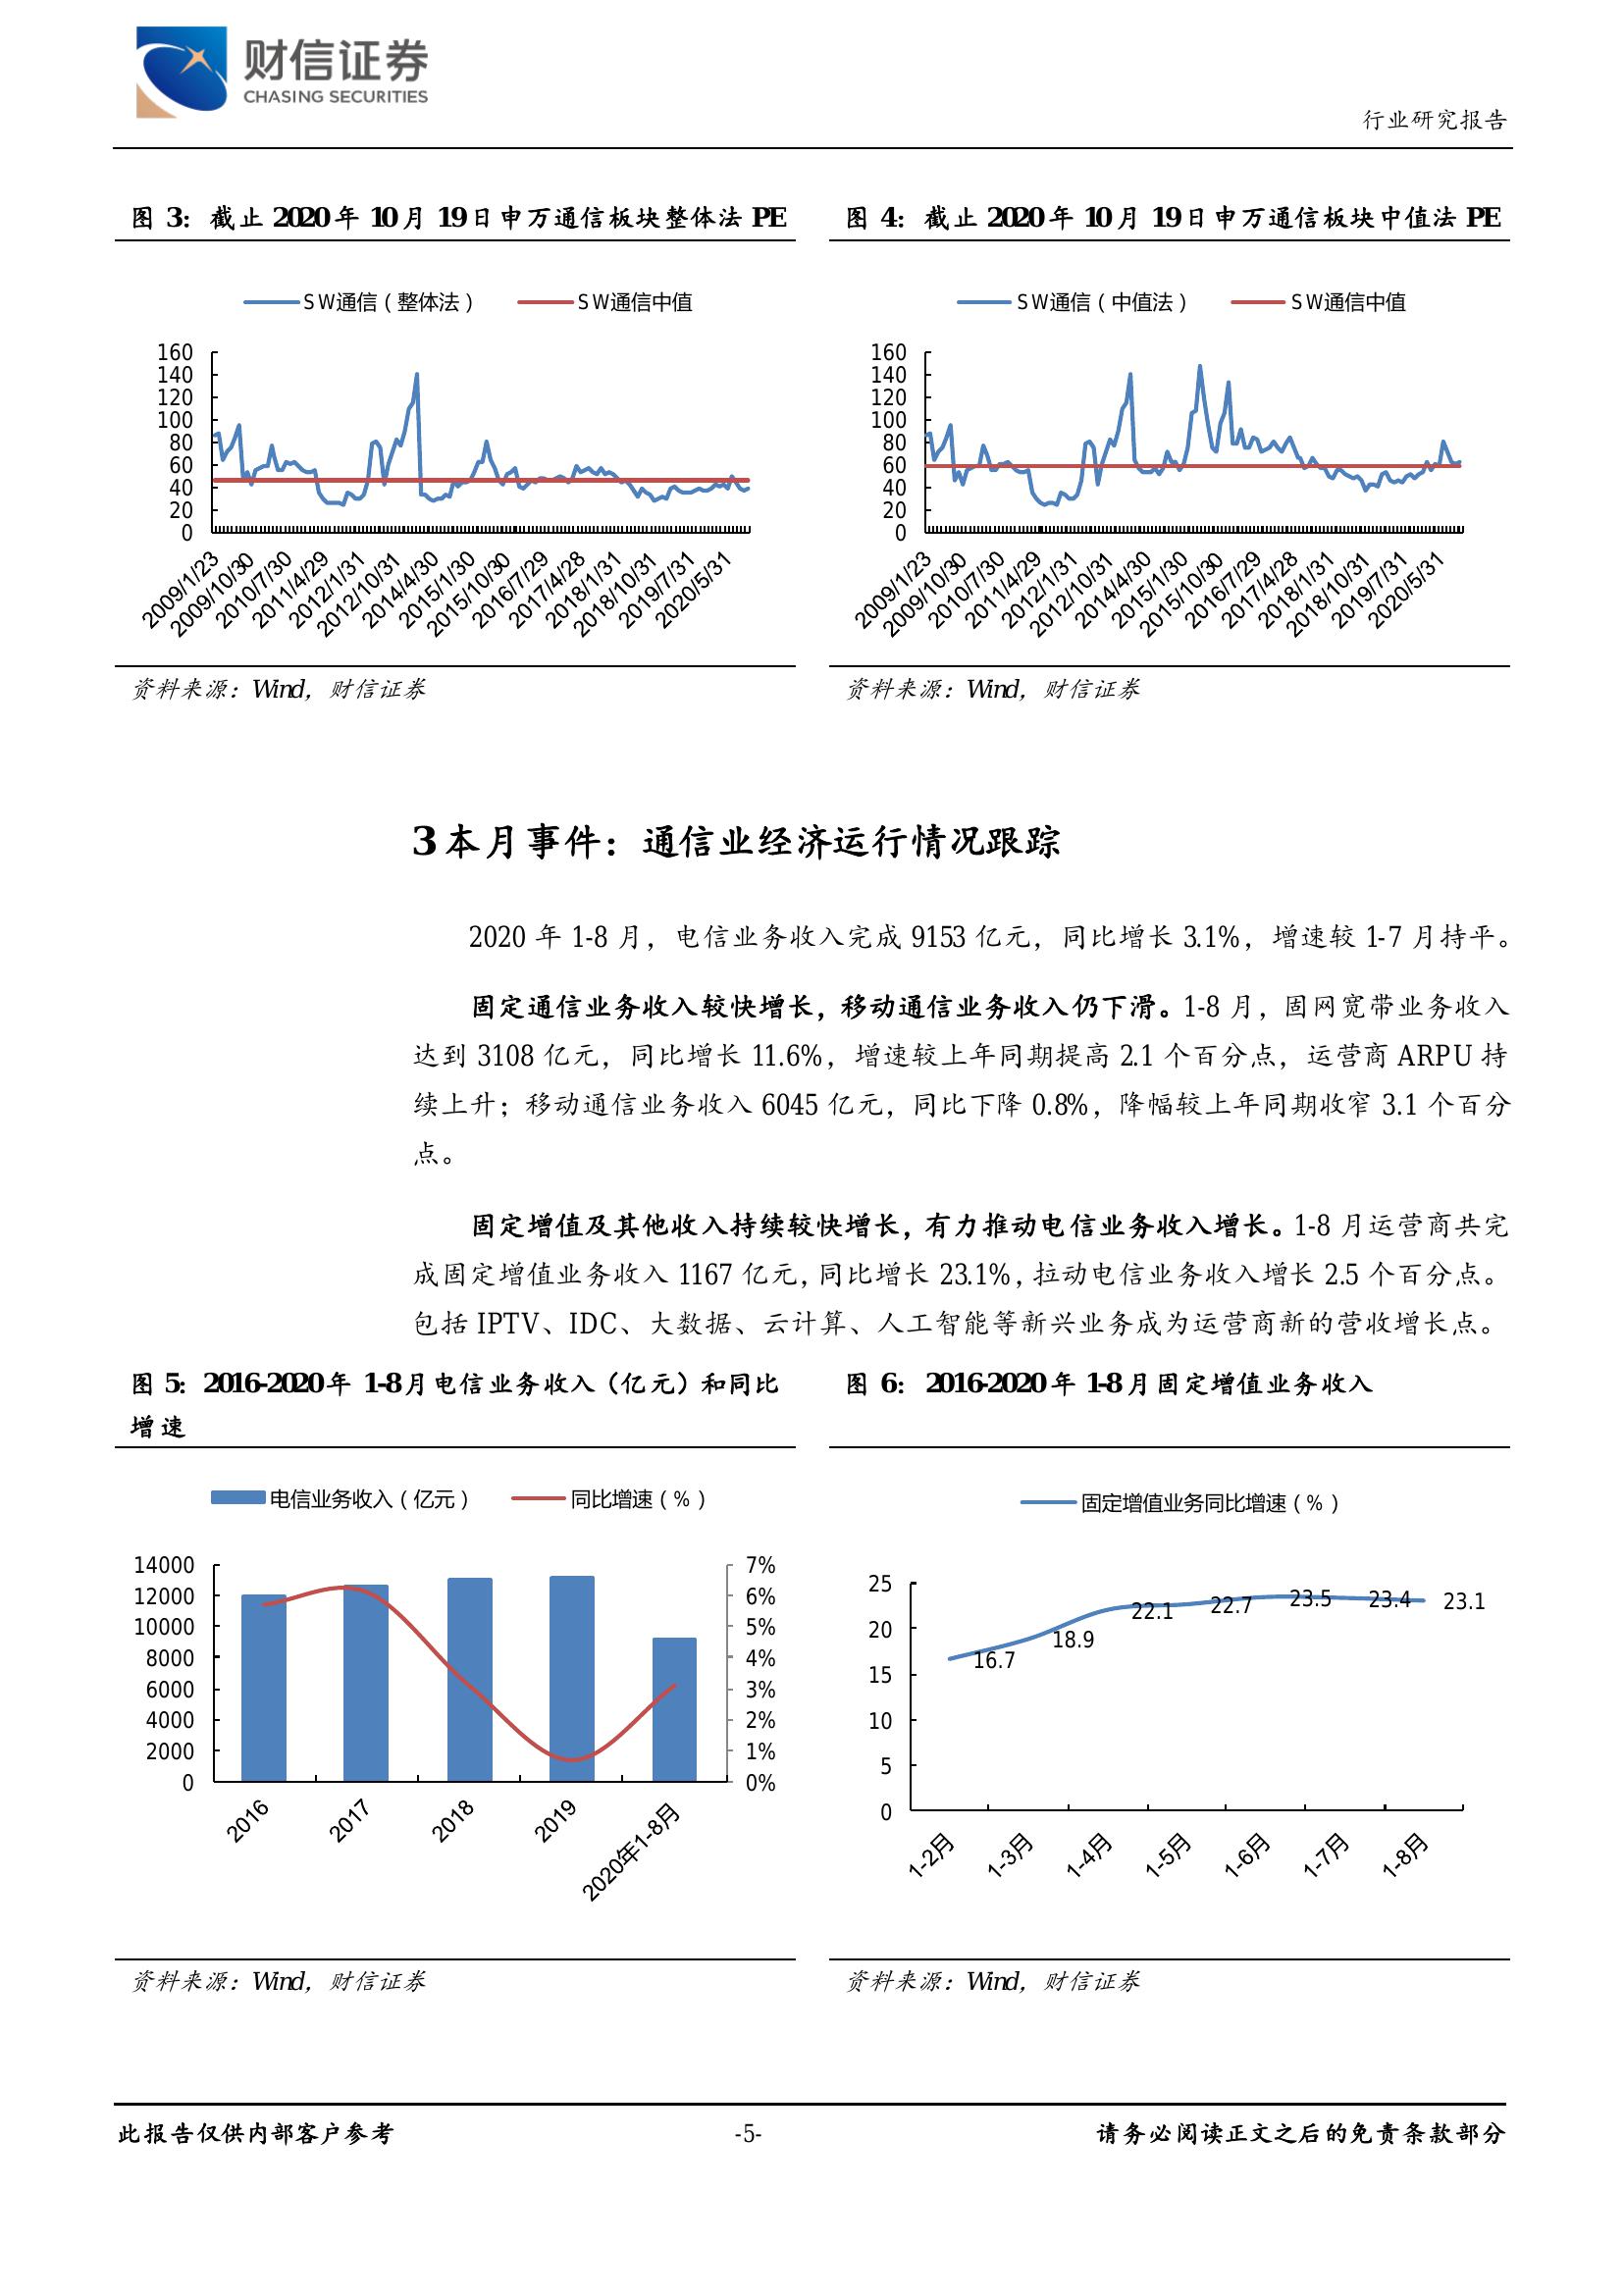 财信证券
CHASING SECURITIES
行业研究报告
图 3：截止 2020 年 10 月 19 日申万通信板块整体法 PE
SW通信（整体法）
SW通信中值
160
140
120
100
80
60
40
20
0
2009/1/23
2009/10/30
2010/7/30
2011/4/29
2012/1/31
2012/10/31
2014/4/30
2015/1/30
2015/10/30
2016/7/29
2017/4/28
2018/1/31
2018/10/31
2019/7/31
2020/5/31
资料来源：Wind，财信证券
图 4：截止 2020 年 10 月 19 日申万通信板块中值法 PE
SW通信（中值法）
SW通信中值
160
140
120
100
80
60
40
20
0
2009/1/23
2009/10/30
2010/7/30
2011/4/29
2012/1/31
2012/10/31
2014/4/30
2015/1/30
2015/10/30
2016/7/29
2017/4/28
2018/1/31
2018/10/31
2019/7/31
2020/5/31
资料来源：Wind，财信证券
3 本月事件：通信业经济运行情况跟踪
2020 年 1-8 月，电信业务收入完成 9153 亿元，同比增长 3.1%，增速较 1-7 月持平。
固定通信业务收入较快增长，移动通信业务收入仍下滑。1-8 月，固网宽带业务收入
达到 3108 亿元，同比增长 11.6%，增速较上年同期提高 2.1 个百分点，运营商 ARPU 持
续上升；移动通信业务收入 6045 亿元，同比下降 0.8%，降幅较上年同期收窄 3.1 个百分
点。
固定增值及其他收入持续较快增长，有力推动电信业务收入增长。1-8 月运营商共完
成固定增值业务收入 1167 亿元，同比增长 23.1%，拉动电信业务收入增长 2.5 个百分点。
包括 IPTV、IDC、大数据、云计算、人工智能等新兴业务成为运营商新的营收增长点。
图 5：2016-2020 年 1-8 月电信业务收入（亿元）和同比
增速
电信业务收入（亿元）
同比增速（%）
14000
12000
10000
8000
6000
4000
2000
0
7%
6%
5%
4%
3%
2%
1%
0%
2016
2017
2018
2019
2020年1-8月
资料来源：Wind，财信证券
图 6：2016-2020 年 1-8 月固定增值业务收入
固定增值业务同比增速（%）
25
20
15
10
5
0
16.7
18.9
22.1
22.7
23.5
23.4
23.1
1-2月
1-3月
1-4月
1-5月
1-6月
1-7月
1-8月
资料来源：Wind，财信证券
此报告仅供内部客户参考
-5-
请务必阅读正文之后的免责条款部分